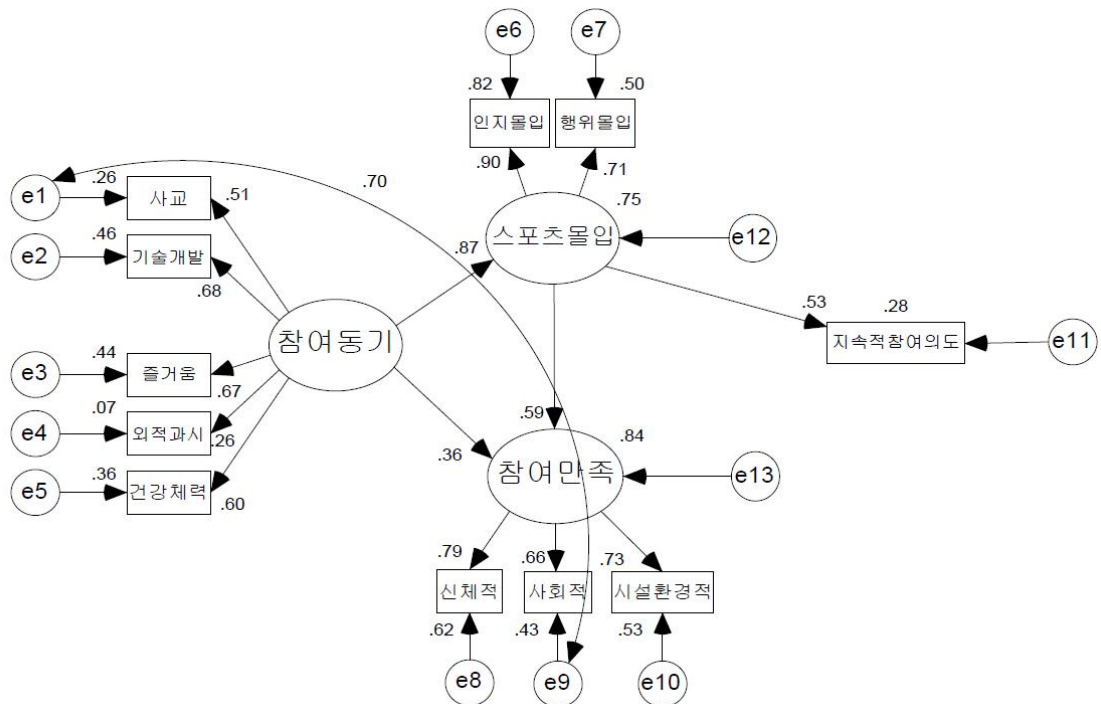 e6
e7
.82
.50
인지몰입
행위몰입
.90
.71
.70
.26
e1
사교
.51
.75
스포츠몰입
e12
.46
e2
기술개발
.68
.87
.53
.28
지속적참여의도
e11
참여동기
.44
e3
즐거움
.67
.07
e4
외적과시
.26
.59
.84
.36
.36
e5
건강체력
.60
참여만족
e13
.79
.66
.73
신체적
사회적
시설환경적
.62
.43
.53
e8
e9
e10